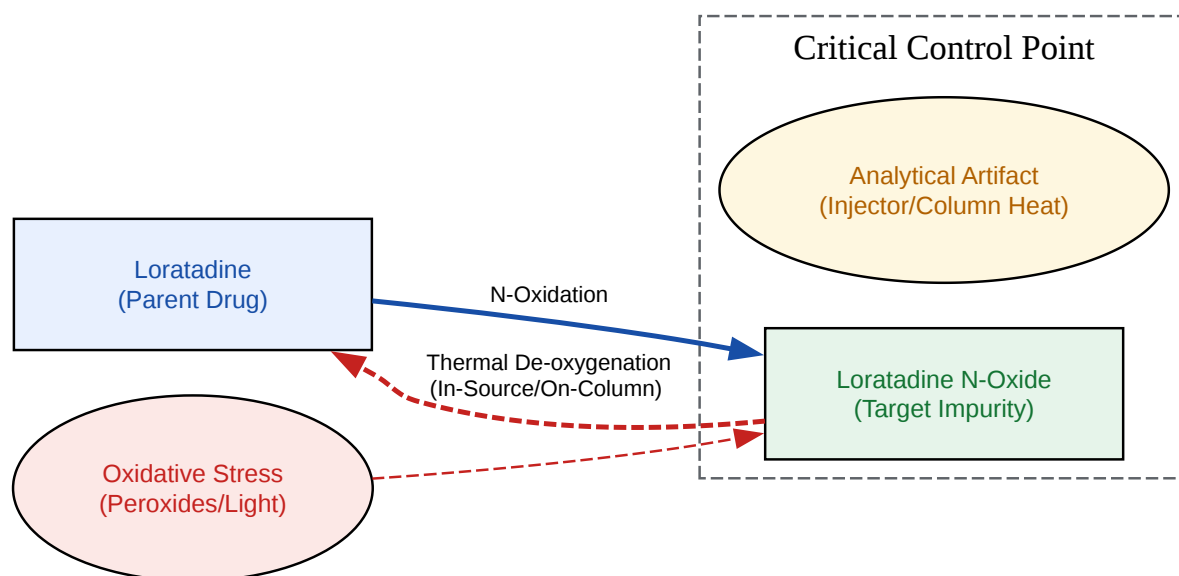 Critical Control Point
Analytical Artifact
(Injector/Column Heat)
Loratadine
(Parent Drug)
N-Oxidation
Thermal De-oxygenation
(In-Source/On-Column)
Loratadine N-Oxide
(Target Impurity)
Oxidative Stress
(Peroxides/Light)